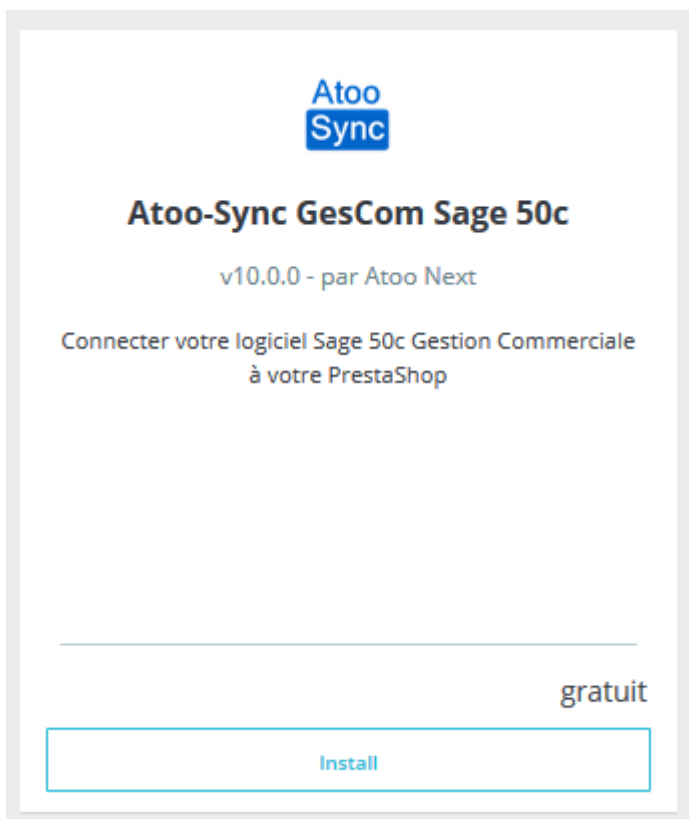 Atoo
Sync
Atoo-Sync GesCom Sage 50c
v10.0.0 - par Atoo Next
Connecter votre logiciel Sage 50c Gestion Commerciale
à votre PrestaShop
gratuit
Install